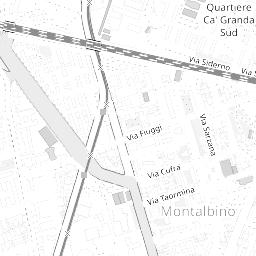 Quartiere
Ca' Granda
Sud
Via Siderno
Via Sarzana
Via Fiuggi
Via Cufra
Via Taormina
Montalbino